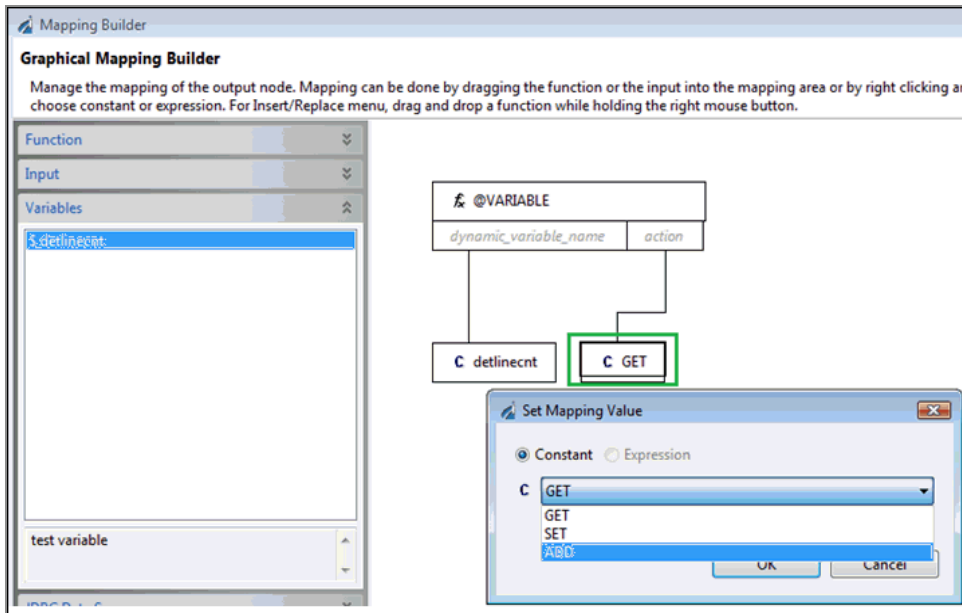 Mapping Builder
Graphical Mapping Builder
Manage the mapping of the output node. Mapping can be done by dragging the function or the input into the mapping area or by right clicking
choose constant or expression. For Insert/Replace menu, drag and drop a function while holding the right mouse button.
Function
Input
Variables
$ detlinecnt
test variable
fx @VARIABLE
dynamic_variable_name action
C detlinecnt
C GET
Set Mapping Value
Constant Expression
C GET
GET
SET
ADD
OK Cancel